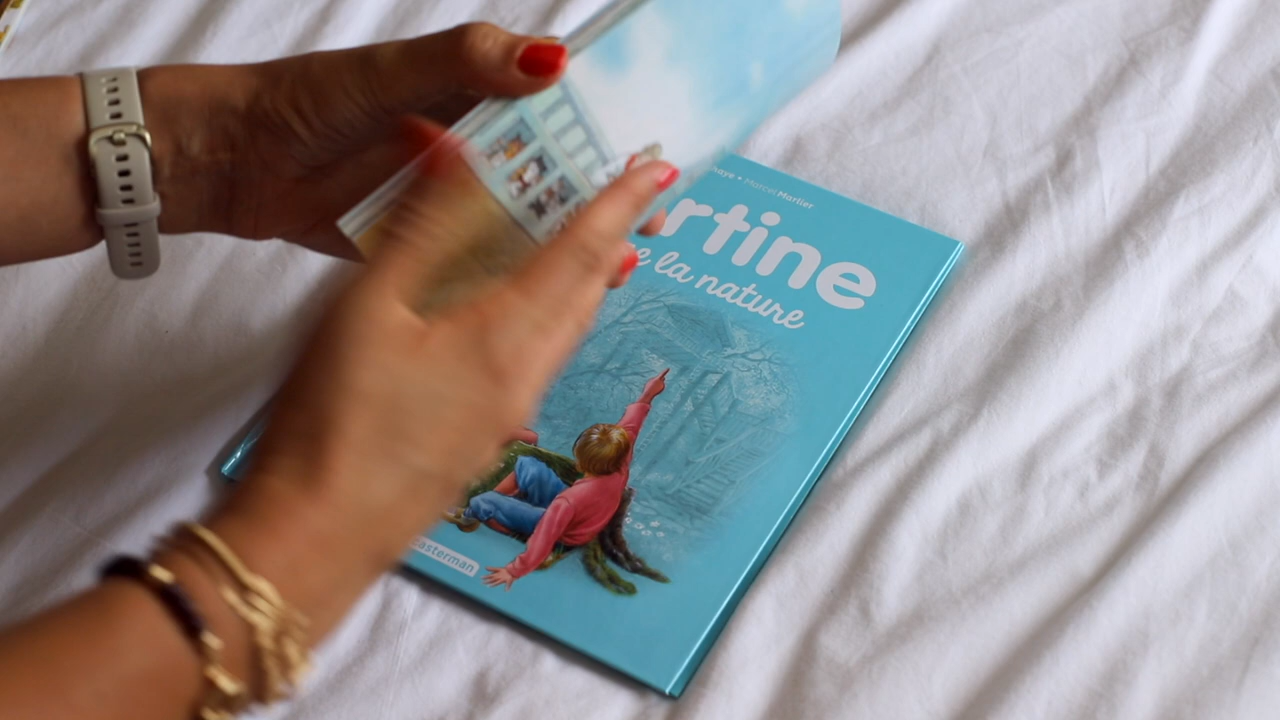 haye • Marcel Marlier
rtine
e la nature
casterman